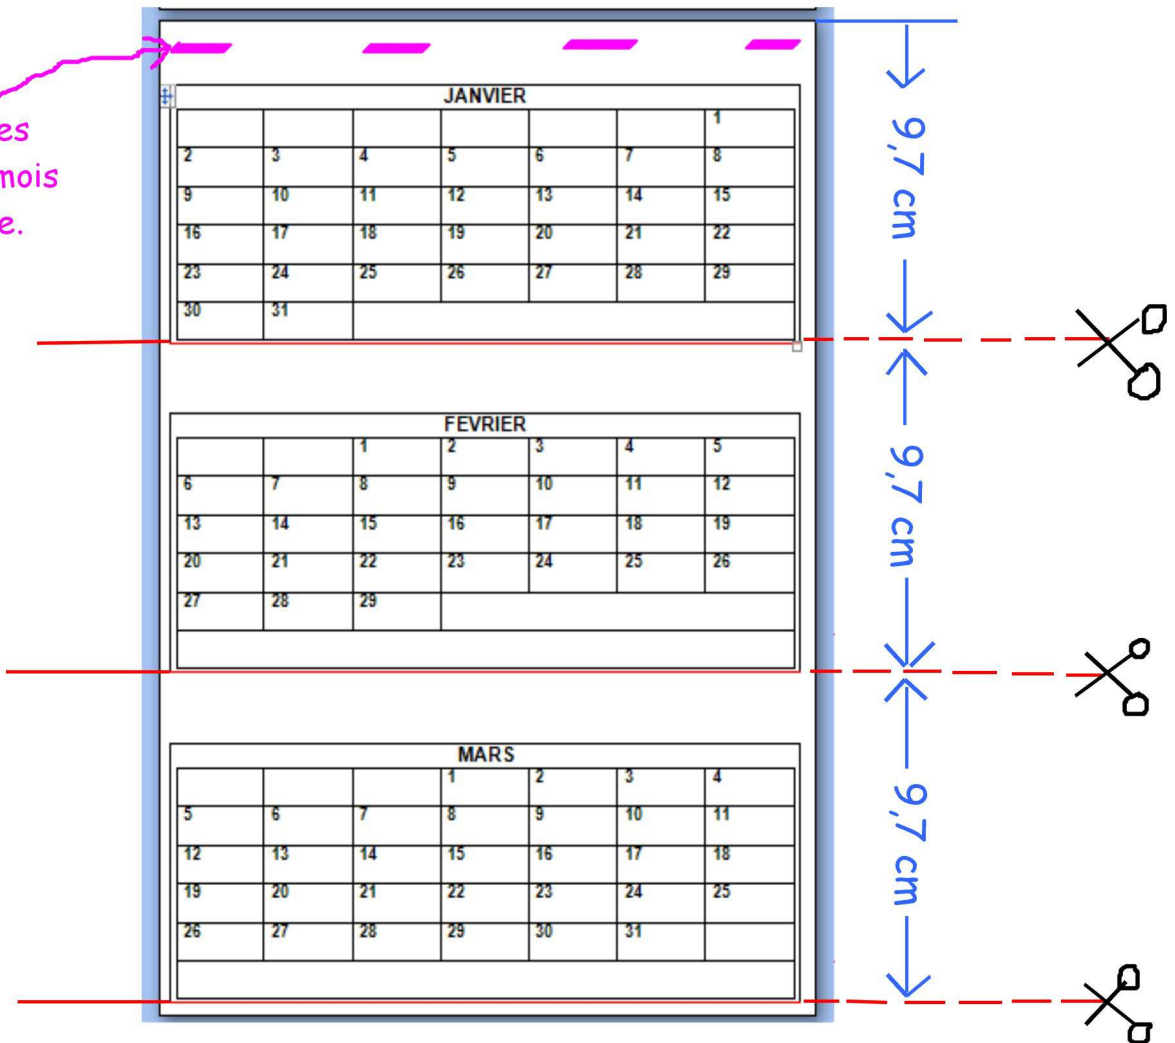 es
mois
e.
JANVIER
1
2 3 4 5 6 7 8
9 10 11 12 13 14 15
16 17 18 19 20 21 22
23 24 25 26 27 28 29
30 31
9,7 cm
FEVRIER
1 2 3 4 5
6 7 8 9 10 11 12
13 14 15 16 17 18 19
20 21 22 23 24 25 26
27 28 29
9,7 cm
MARS
1 2 3 4
5 6 7 8 9 10 11
12 13 14 15 16 17 18
19 20 21 22 23 24 25
26 27 28 29 30 31
9,7 cm